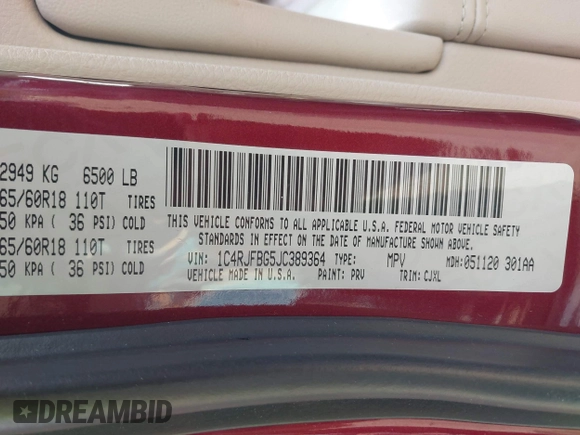 2949 KG 6500 LB
65/60R18 110T TIRES
50 KPA ( 36 PSI) COLD
65/60R18 110T TIRES
50 KPA ( 36 PSI) COLD
THIS VEHICLE CONFORMS TO ALL APPLICABLE U.S.A. FEDERAL MOTOR VEHICLE SAFETY
STANDARDS IN EFFECT ON THE DATE OF MANUFACTURE SHOWN ABOVE.
VIN: 1C4RJFBG5JC389364 TYPE: MPV MDH: 051120 301AA
VEHICLE MADE IN U.S.A. PAINT: PRV TRIM: CJXL
DREAMBID